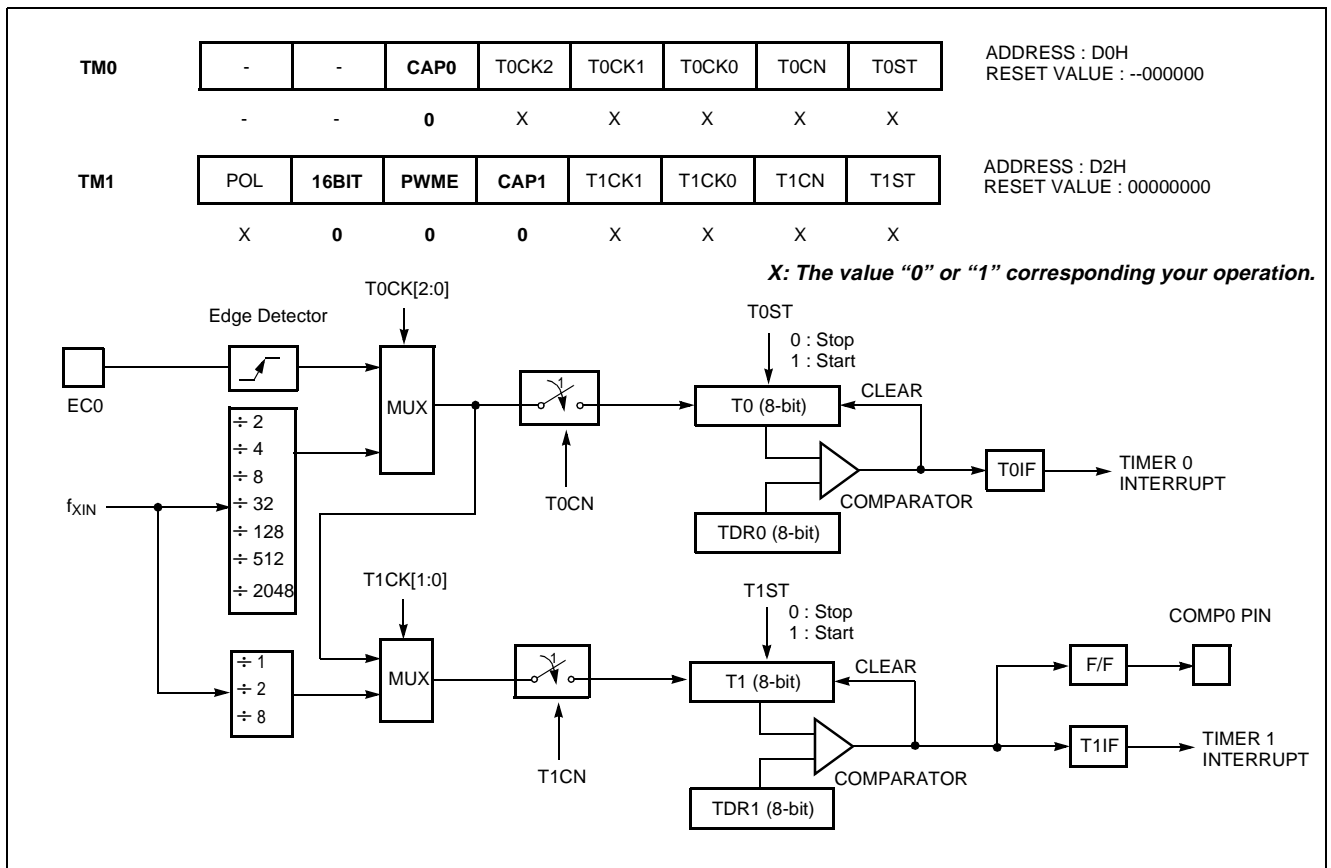 TM0 - - CAP0 T0CK2 T0CK1 T0CK0 T0CN T0ST
ADDRESS : D0H
RESET VALUE : --000000
- - 0 X X X X X
TM1 POL 16BIT PWME CAP1 T1CK1 T1CK0 T1CN T1ST
ADDRESS : D2H
RESET VALUE : 00000000
X 0 0 0 X X X X
X: The value “0” or “1” corresponding your operation.
T0CK[2:0]
Edge Detector
EC0
MUX
1
T0CN
T0ST
0 : Stop
1 : Start
T0 (8-bit)
CLEAR
COMPARATOR
TDR0 (8-bit)
T0IF
TIMER 0
INTERRUPT
fXIN
÷ 2
÷ 4
÷ 8
÷ 32
÷ 128
÷ 512
÷ 2048
T1CK[1:0]
÷ 1
÷ 2
÷ 8
MUX
1
T1CN
T1ST
0 : Stop
1 : Start
T1 (8-bit)
CLEAR
COMPARATOR
TDR1 (8-bit)
F/F
COMP0 PIN
T1IF
TIMER 1
INTERRUPT